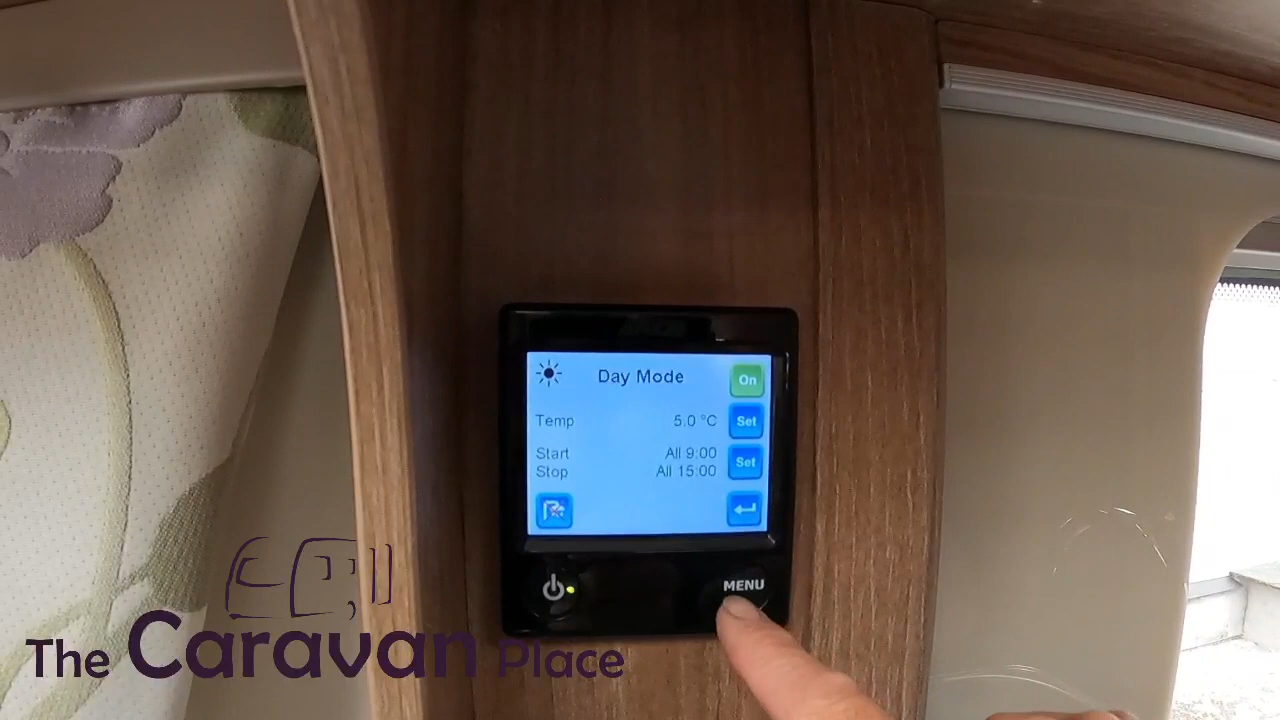 Day Mode
On
Temp 5.0 °C Set
Start All 9:00
Stop All 15:00
Set
MENU
The Caravan Place